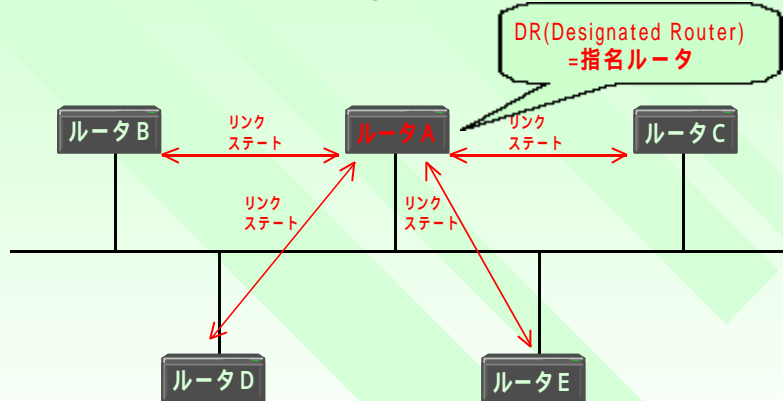 DR(Designated Router)
=指名ルータ
ルータB
リンク
ステート
ルータA
リンク
ステート
ルータC
リンク
ステート
リンク
ステート
ルータD
ルータE